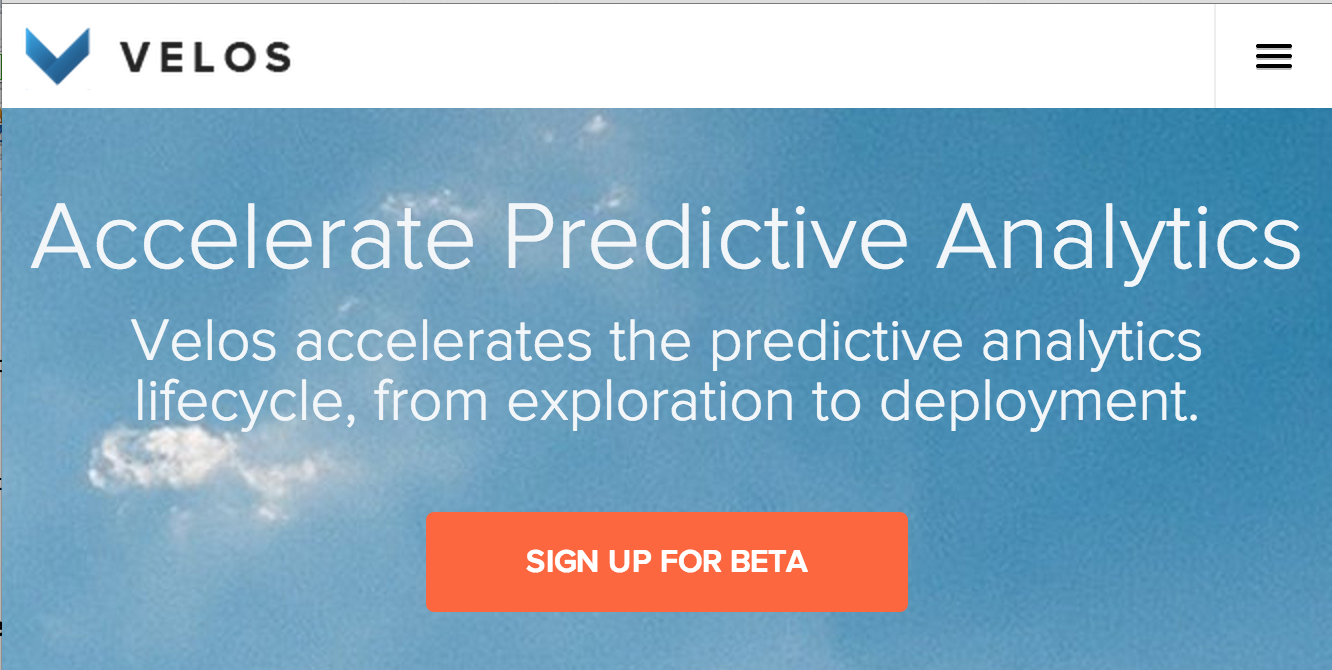 VELOS
Accelerate Predictive Analytics
Velos accelerates the predictive analytics
lifecycle, from exploration to deployment.
SIGN UP FOR BETA